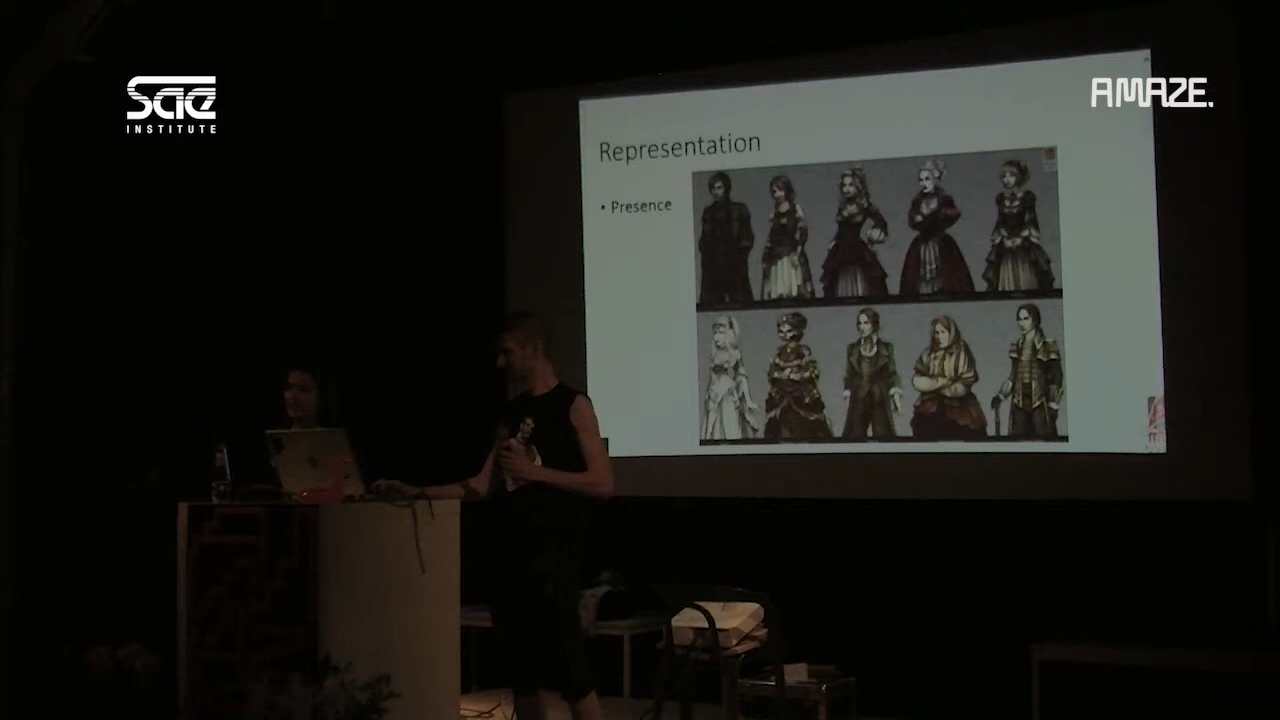 Sae
INSTITUTE
AMAZE.
Representation
• Presence